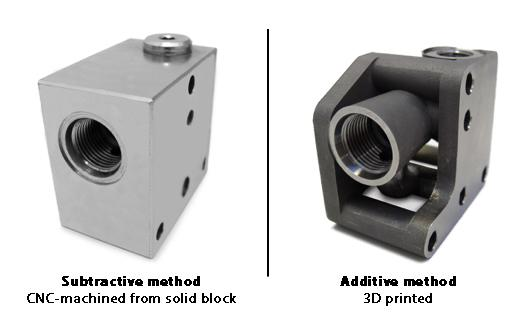 Subtractive method
CNC-machined from solid block
Additive method
3D printed